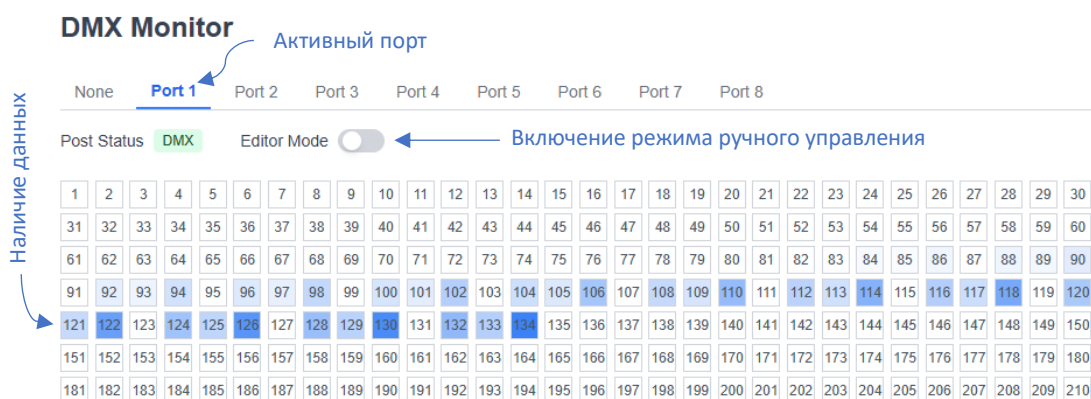 DMX Monitor
Активный порт
None Port 1 Port 2 Port 3 Port 4 Port 5 Port 6 Port 7 Port 8
Наличие данных
Post Status DMX Editor Mode Включение режима ручного управления
1 2 3 4 5 6 7 8 9 10 11 12 13 14 15 16 17 18 19 20 21 22 23 24 25 26 27 28 29 30
31 32 33 34 35 36 37 38 39 40 41 42 43 44 45 46 47 48 49 50 51 52 53 54 55 56 57 58 59 60
61 62 63 64 65 66 67 68 69 70 71 72 73 74 75 76 77 78 79 80 81 82 83 84 85 86 87 88 89 90
91 92 93 94 95 96 97 98 99 100 101 102 103 104 105 106 107 108 109 110 111 112 113 114 115 116 117 118 119 120
121 122 123 124 125 126 127 128 129 130 131 132 133 134 135 136 137 138 139 140 141 142 143 144 145 146 147 148 149 150
151 152 153 154 155 156 157 158 159 160 161 162 163 164 165 166 167 168 169 170 171 172 173 174 175 176 177 178 179 180
181 182 183 184 185 186 187 188 189 190 191 192 193 194 195 196 197 198 199 200 201 202 203 204 205 206 207 208 209 210